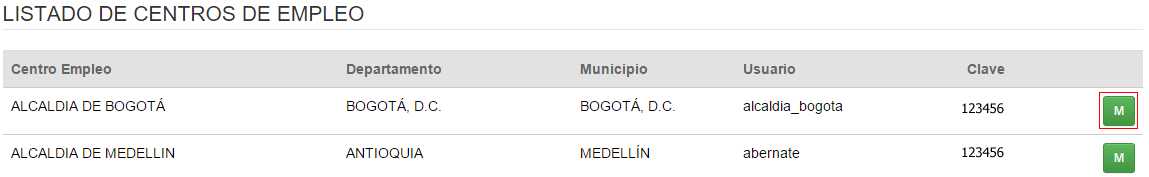 LISTADO DE CENTROS DE EMPLEO
Centro Empleo Departamento Municipio Usuario Clave
ALCALDIA DE BOGOTÁ BOGOTÁ, D.C. BOGOTÁ, D.C. alcaldia_bogota 123456 M
ALCALDIA DE MEDELLIN ANTIOQUIA MEDELLÍN abernate 123456 M